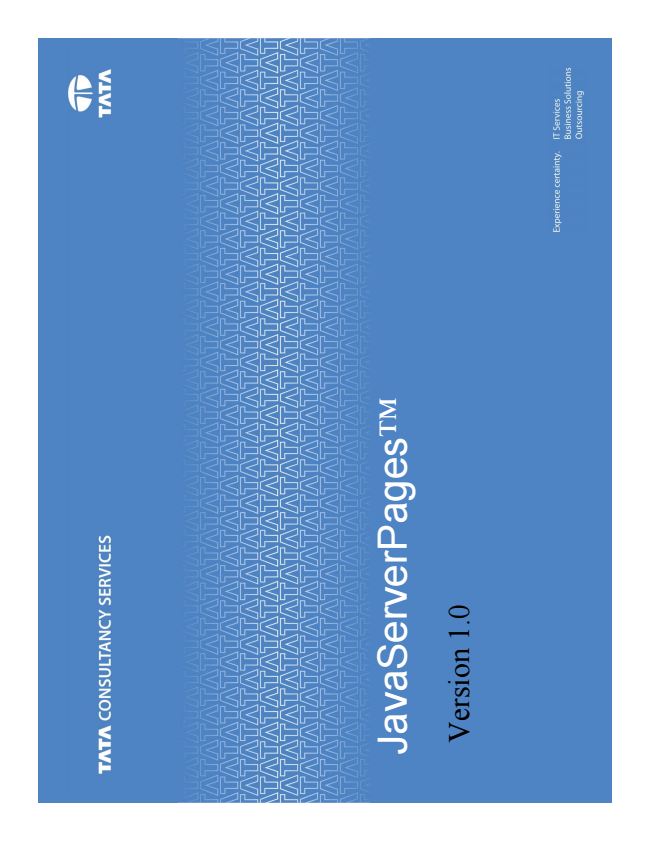 TATA CONSULTANCY SERVICES
TATA
JavaServerPages™
Version 1.0
Experience certainty.
IT Services
Business Solutions
Outsourcing